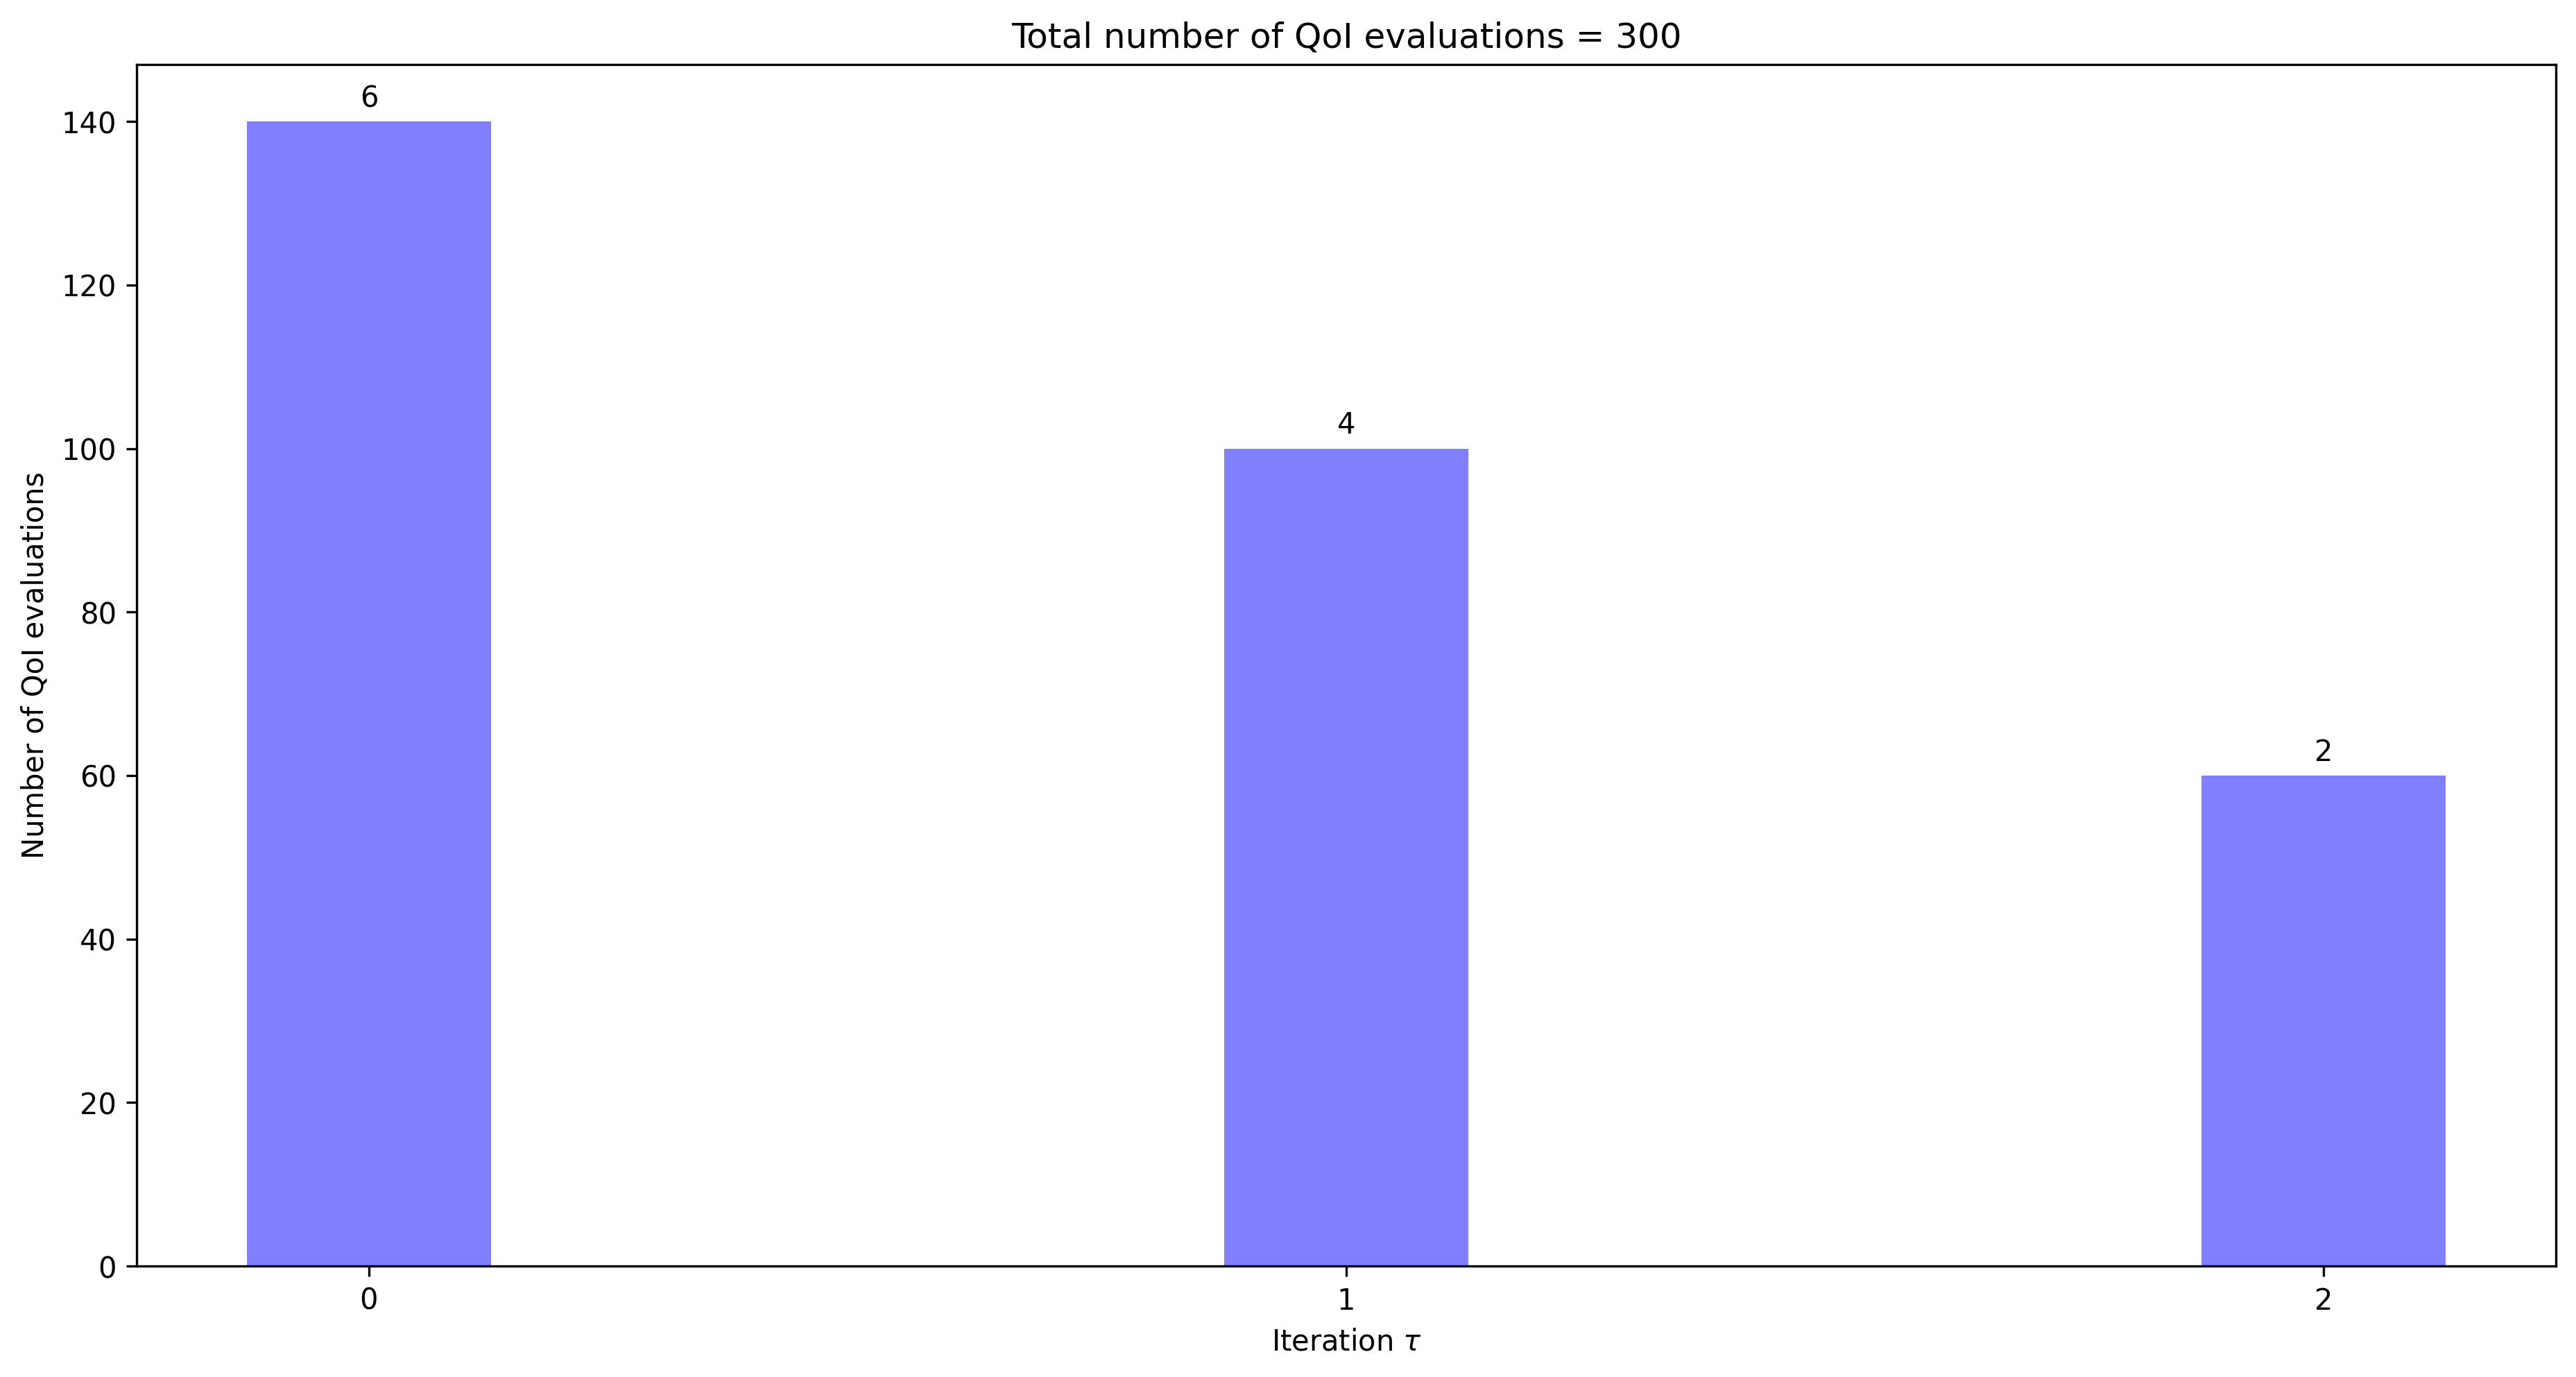 Total number of QoI evaluations = 300
6
140
4
120
100
2
80
60
40
20
0
Number of QoI evaluations
0 1 2
Iteration τ